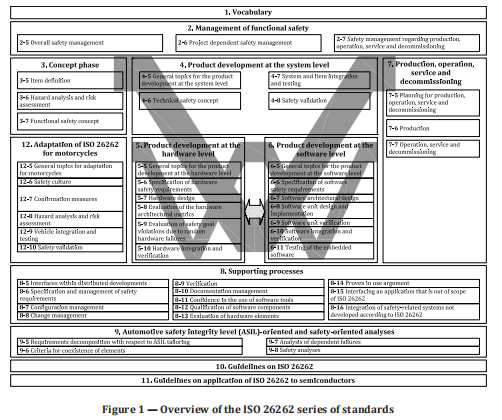 1. Vocabulary
2. Management of functional safety
2-5 Overall safety management
2-6 Project dependent safety management
2-7 Safety management regarding production,
operation, service and decommissioning
3. Concept phase
3-5 Item definition
3-6 Hazard analysis and risk
assessment
3-7 Functional safety concept
4. Product development at the system level
4-5 General topics for the product
development at the system level
4-6 Technical safety concept
4-7 System and item integration
and testing
4-8 Safety validation
7. Production, operation,
service and
decommissioning
7-5 Planning for production,
operation, service and
decommissioning
7-6 Production
7-7 Operation, service and
decommissioning
12. Adaptation of ISO 26262
for motorcycles
12-5 General topics for adaptation
for motorcycles
12-6 Safety culture
12-7 Confirmation measures
12-8 Hazard analysis and risk
assessment
12-9 Vehicle integration and
testing
12-10 Safety validation
5. Product development at the
hardware level
5-5 General topics for the product
development at the hardware level
5-6 Specification of hardware
safety requirements
5-7 Hardware design
5-8 Evaluation of the hardware
architectural metrics
5-9 Evaluation of safety goal
violations due to random
hardware failures
5-10 Hardware integration and
verification
6. Product development at the
software level
6-5 General topics for the product
development at the software level
6-6 Specification of software
safety requirements
6-7 Software architectural design
6-8 Software unit design and
implementation
6-9 Software unit verification
6-10 Software integration and
verification
6-11 Testing of the embedded
software
8. Supporting processes
8-5 Interfaces within distributed developments
8-6 Specification and management of safety
requirements
8-7 Configuration management
8-8 Change management
8-9 Verification
8-10 Documentation management
8-11 Confidence in the use of software tools
8-12 Qualification of software components
8-13 Evaluation of hardware elements
8-14 Proven in use argument
8-15 Interfacing an application that is out of scope
of ISO 26262
8-16 Integration of safety-related systems not
developed according to ISO 26262
9. Automotive safety integrity level (ASIL)-oriented and safety-oriented analyses
9-5 Requirements decomposition with respect to ASIL tailoring
9-6 Criteria for coexistence of elements
9-7 Analysis of dependent failures
9-8 Safety analyses
10. Guidelines on ISO 26262
11. Guidelines on application of ISO 26262 to semiconductors
Figure 1 — Overview of the ISO 26262 series of standards